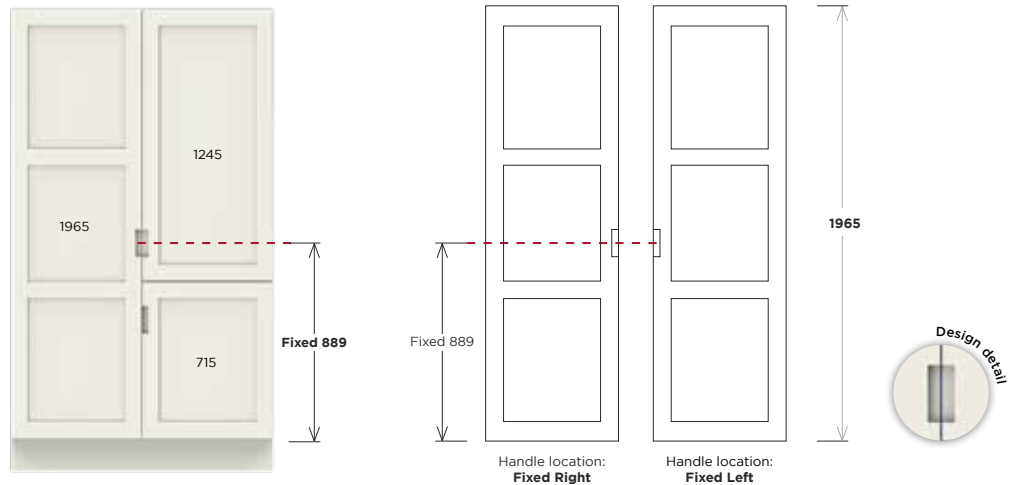 1245
1965
715
Fixed 889
Fixed 889
1965
Handle location:
Fixed Right
Handle location:
Fixed Left
Design detail